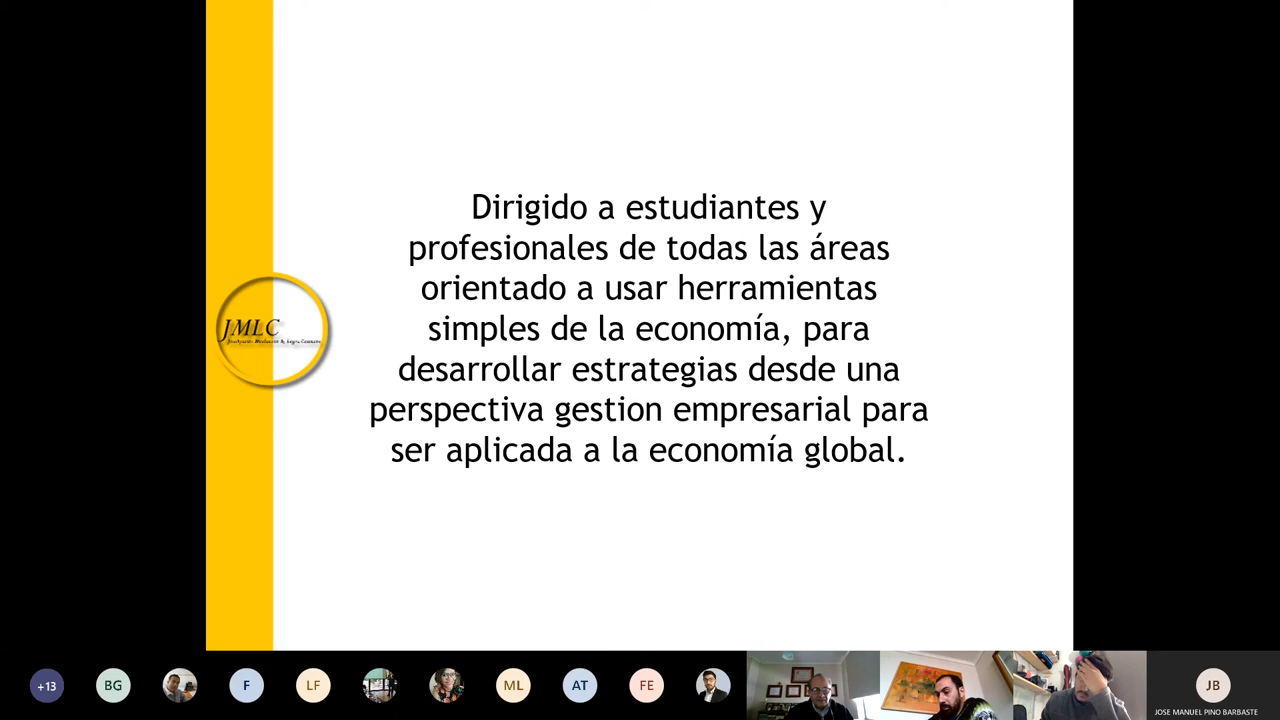 Dirigido a estudiantes y
profesionales de todas las áreas
orientado a usar herramientas
simples de la economía, para
desarrollar estrategias desde una
perspectiva gestion empresarial para
ser aplicada a la economía global.
JMLC
+13
BG
F
LF
ML
AT
FE
JB
JOSE MANUEL PINO BARBASTE